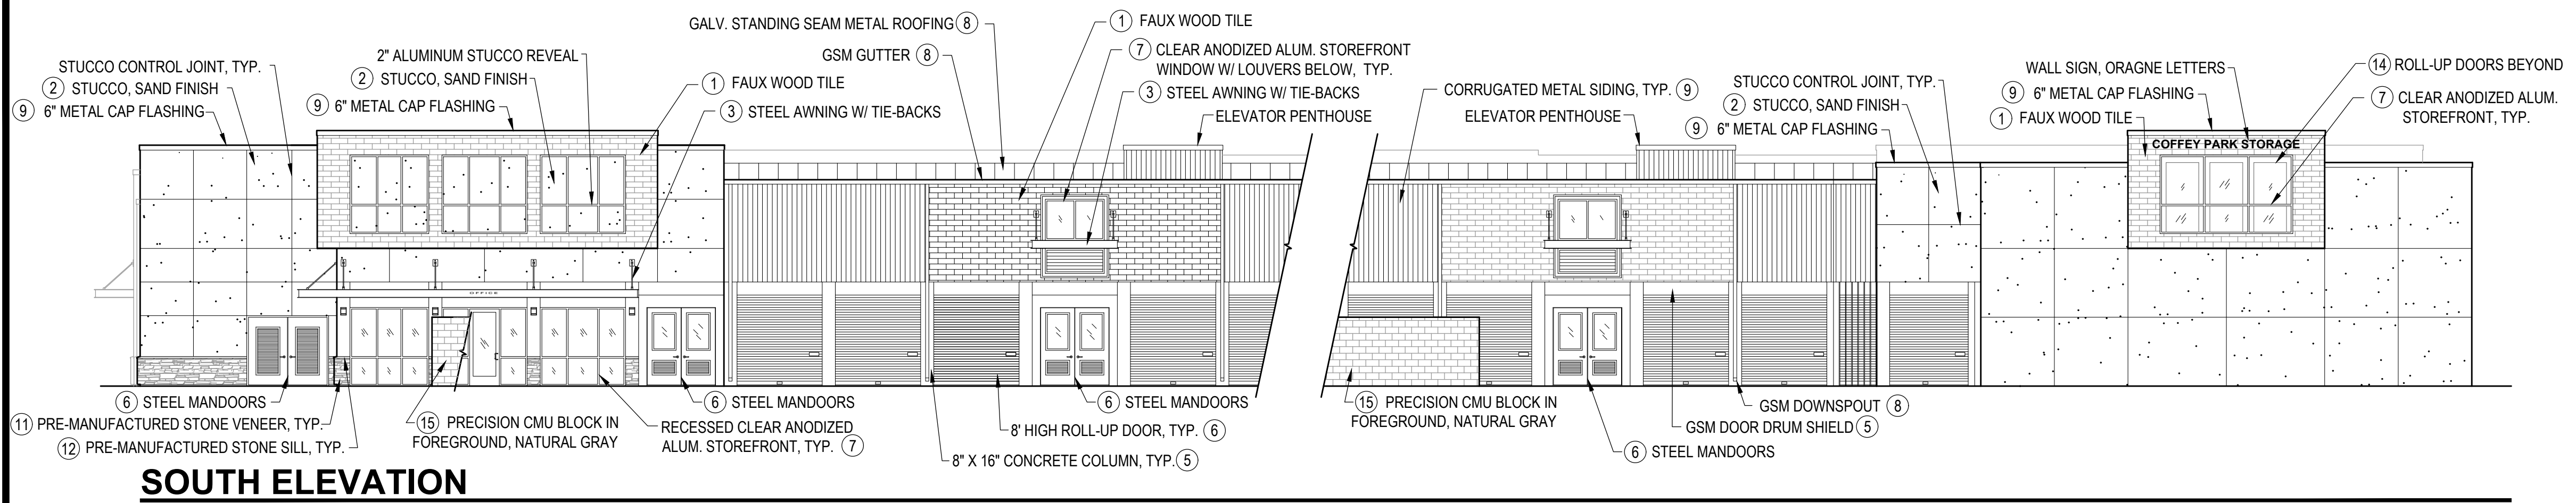 GALV. STANDING SEAM METAL ROOFING 8
GSM GUTTER 8
1 FAUX WOOD TILE
7 CLEAR ANODIZED ALUM. STOREFRONT
WINDOW W/ LOUVERS BELOW, TYP.
3 STEEL AWNING W/ TIE-BACKS
ELEVATOR PENTHOUSE
STUCCO CONTROL JOINT, TYP.
2 STUCCO, SAND FINISH
9 6" METAL CAP FLASHING
2" ALUMINUM STUCCO REVEAL
2 STUCCO, SAND FINISH
9 6" METAL CAP FLASHING
1 FAUX WOOD TILE
3 STEEL AWNING W/ TIE-BACKS
CORRUGATED METAL SIDING, TYP. 9
ELEVATOR PENTHOUSE
STUCCO CONTROL JOINT, TYP.
2 STUCCO, SAND FINISH
9 6" METAL CAP FLASHING
WALL SIGN, ORAGNE LETTERS
9 6" METAL CAP FLASHING
1 FAUX WOOD TILE
14 ROLL-UP DOORS BEYOND
7 CLEAR ANODIZED ALUM.
STOREFRONT, TYP.
COFFEY PARK STORAGE
OFFICE
6 STEEL MANDOORS
11 PRE-MANUFACTURED STONE VENEER, TYP.
12 PRE-MANUFACTURED STONE SILL, TYP.
15 PRECISION CMU BLOCK IN
FOREGROUND, NATURAL GRAY
6 STEEL MANDOORS
RECESSED CLEAR ANODIZED
ALUM. STOREFRONT, TYP. 7
6 STEEL MANDOORS
8' HIGH ROLL-UP DOOR, TYP. 6
8" X 16" CONCRETE COLUMN, TYP. 5
15 PRECISION CMU BLOCK IN
FOREGROUND, NATURAL GRAY
GSM DOWNSPOUT 8
GSM DOOR DRUM SHIELD 5
6 STEEL MANDOORS
SOUTH ELEVATION